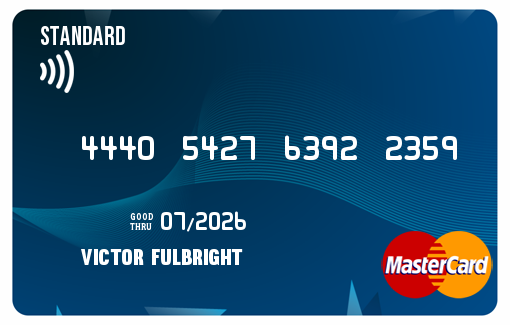 STANDARD
4440 5427 6392 2359
GOOD THRU 07/2026
VICTOR FULBRIGHT
MasterCard